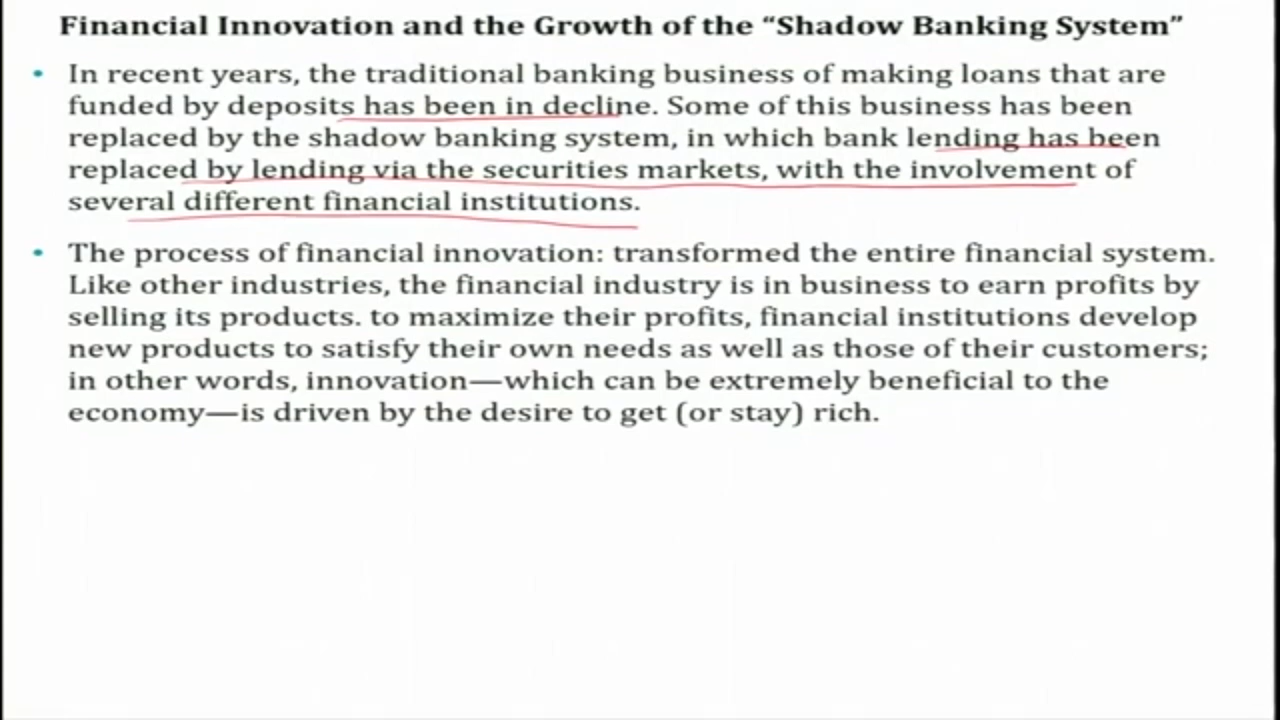 Financial Innovation and the Growth of the “Shadow Banking System”
• In recent years, the traditional banking business of making loans that are
funded by deposits has been in decline. Some of this business has been
replaced by the shadow banking system, in which bank lending has been
replaced by lending via the securities markets, with the involvement of
several different financial institutions.
• The process of financial innovation: transformed the entire financial system.
Like other industries, the financial industry is in business to earn profits by
selling its products. to maximize their profits, financial institutions develop
new products to satisfy their own needs as well as those of their customers;
in other words, innovation—which can be extremely beneficial to the
economy—is driven by the desire to get (or stay) rich.